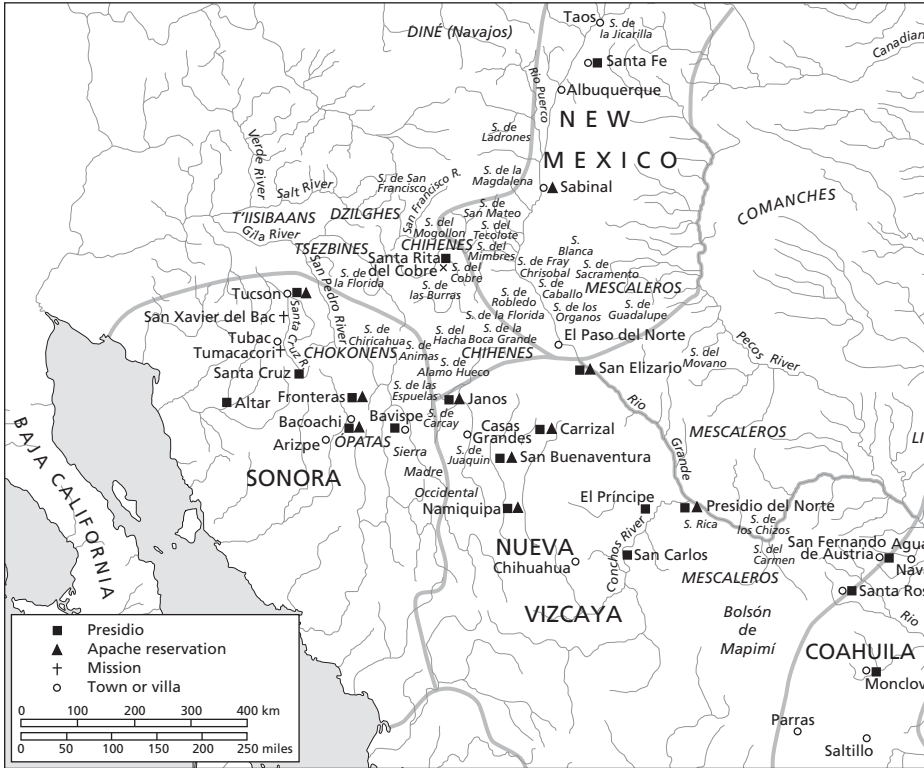 DINÉ (Navajos)
Taos
S. de
la Jicarilla
Canadian
Santa Fe
Rio Puerco
Albuquerque
NEW
MEXICO
S. de
Ladrones
Verde River
Salt River
S. de San
Francisco
San Francisco R.
S. de la
Magdalena
Sabinal
COMANCHES
T'IISIBAANS
DZILGHES
S. de
San Mateo
Gila River
S. del
Mogollon
S. del
Tecolote
TSEZBINES
CHIHENES
S. del
Mimbres
S.
Blanca
Santa Rita
del Cobre
S. del
Cobre
S. de Fray
Chrisobal
S. de
Sacramento
San Pedro River
S. de
la Florida
S. de
las Burras
S. de
Caballo
MESCALEROS
Tucson
S. de
Robledo
S. de los
Organos
S. de
Guadalupe
San Xavier del Bac
Santa Cruz R.
S. de la Florida
Tubac
S. de
Chiricahua
S. del
Hacha
S. de la
Boca Grande
El Paso del Norte
Pecos River
Tumacacori
CHOKONENS
S. de
Animas
CHIHENES
S. del
Movano
Santa Cruz
S. de
Alamo Hueco
San Elizario
Altar
Fronteras
S. de las
Espuelas
Janos
Rio
Grande
Bacoachi
Bavispe
S. de
Carcay
Casas
Grandes
Carrizal
MESCALEROS
Arizpe
ÓPATAS
Sierra
Madre
Occidental
S. de
Juaquin
San Buenaventura
SONORA
BAJA CALIFORNIA
Namiquipa
El Príncipe
Presidio del Norte
S. Rica
S. de
los Chizos
NUEVA
VIZCAYA
Chihuahua
Conchos River
San Carlos
S. del
Carmen
San Fernando
de Austria
Agua
Nav
LI
MESCALEROS
Santa Ros
Rio
Bolsón
de
Mapimí
COAHUILA
Monclov
Parras
Saltillo
Presidio
Apache reservation
Mission
Town or villa
0 100 200 300 400 km
0 50 100 150 200 250 miles